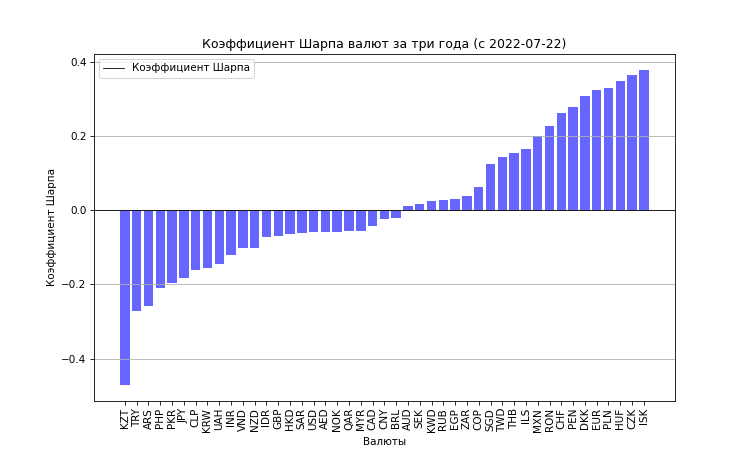 Коэффициент Шарпа валют за три года (с 2022-07-22)
Коэффициент Шарпа
Коэффициент Шарпа
0.4
0.2
0.0
−0.2
−0.4
KZT
TRY
ARS
PHP
PKR
JPY
CLP
KRW
UAH
INR
VND
NZD
IDR
GBP
HKD
SAR
USD
AED
NOK
QAR
MYR
CAD
CNY
BRL
AUD
SEK
KWD
RUB
EGP
ZAR
COP
SGD
TWD
THB
ILS
MXN
RON
CHF
PEN
DKK
EUR
PLN
HUF
CZK
ISK
Валюты